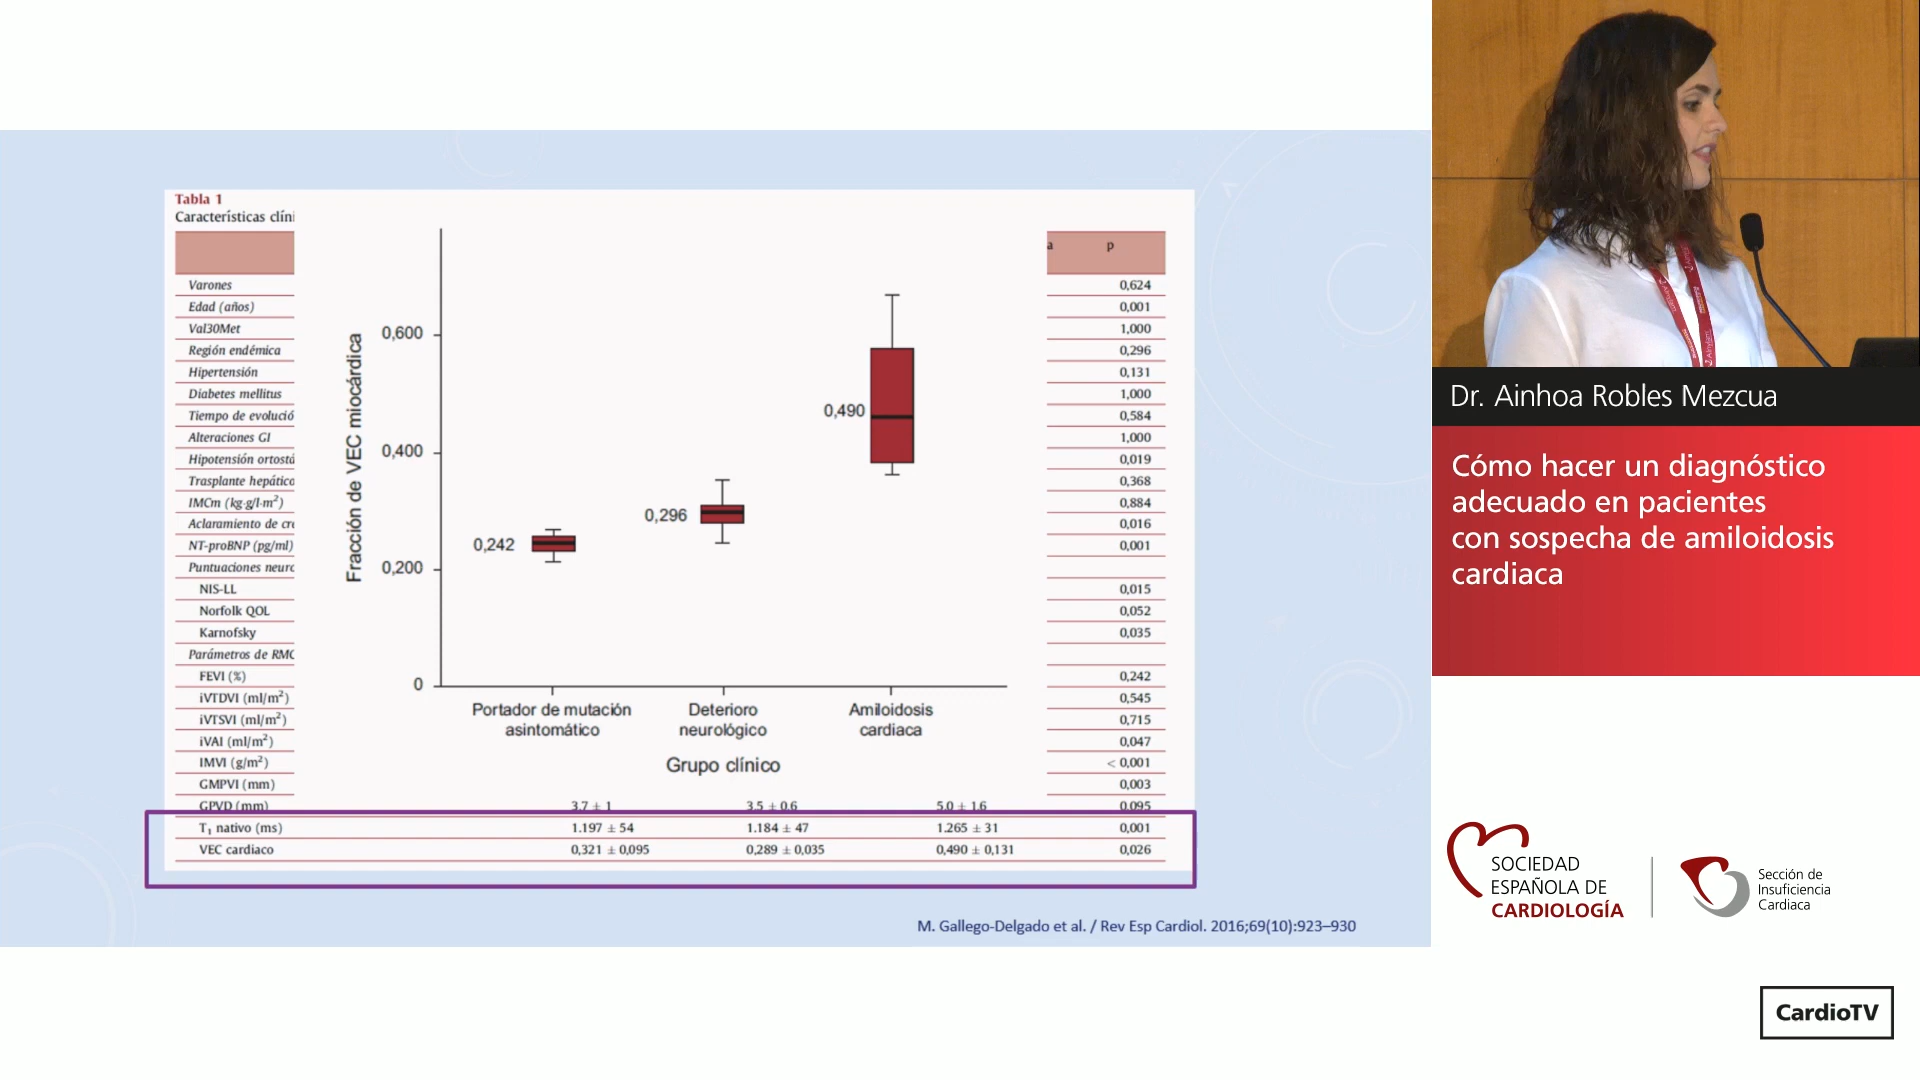 Tabla 1
Características clíni
a p
Varones 0,624
Edad (años) 0,001
Val30Met 1,000
Región endémica 0,296
Hipertensión 0,131
Diabetes mellitus 1,000
Tiempo de evolució 0,584
Alteraciones GI 1,000
Hipotensión ortostá 0,019
Trasplante hepático 0,368
IMCm (kg·g/l·m²) 0,884
Aclaramiento de cre 0,016
NT-proBNP (pg/ml) 0,001
Puntuaciones neuro
NIS-LL 0,015
Norfolk QOL 0,052
Karnofsky 0,035
Parámetros de RMC
FEVI (%) 0,242
iVTDVI (ml/m²) 0,545
iVTSVI (ml/m²) 0,715
iVAI (ml/m²) 0,047
IMVI (g/m²) < 0,001
GMPVI (mm) 0,003
GPVD (mm) 3.7 ± 1 3.5 ± 0.6 5.0 ± 1.6 0,095
T₁ nativo (ms) 1.197 ± 54 1.184 ± 47 1.265 ± 31 0,001
VEC cardiaco 0,321 ± 0,095 0,289 ± 0,035 0,490 ± 0,131 0,026
Fracción de VEC miocárdica
0,600
0,400
0,200
0
0,242
0,296
0,490
Portador de mutación
asintomático
Deterioro
neurológico
Amiloidosis
cardiaca
Grupo clínico
M. Gallego-Delgado et al. / Rev Esp Cardiol. 2016;69(10):923–930
Dr. Ainhoa Robles Mezcua
Cómo hacer un diagnóstico
adecuado en pacientes
con sospecha de amiloidosis
cardiaca
SOCIEDAD
ESPAÑOLA DE
CARDIOLOGÍA
Sección de
Insuficiencia
Cardiaca
CardioTV